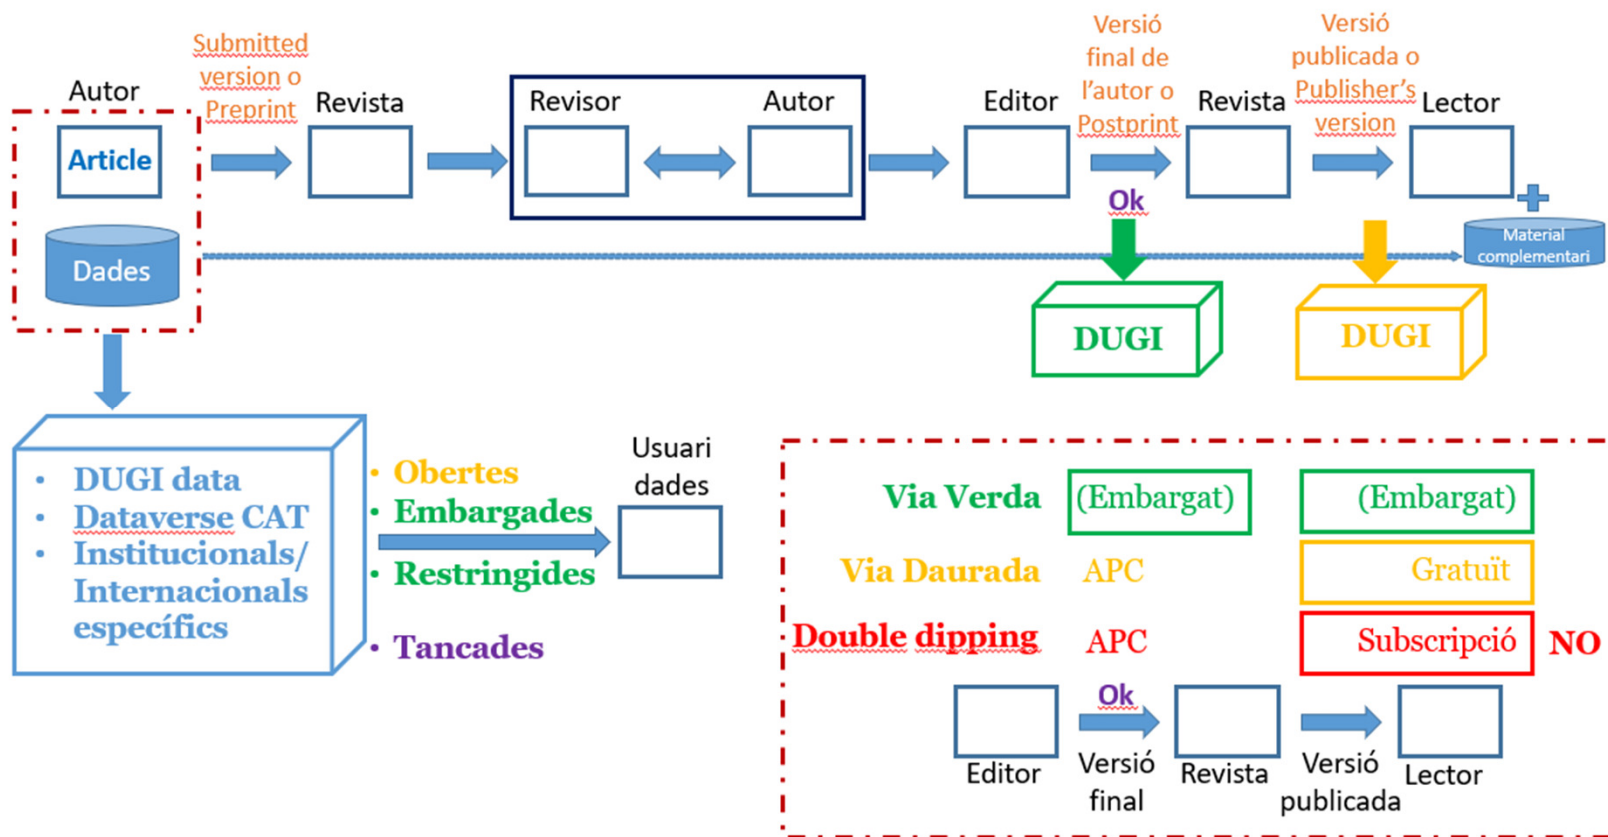 Autor
Article
Dades
Submitted
version o
Preprint
Revista
Revisor
Autor
Editor
Versió
final de
l'autor o
Postprint
Ok
Revista
Versió
publicada o
Publisher's
version
Lector
Material
complementari
DUGI
DUGI
• DUGI data
• Dataverse CAT
• Institucionals/
Internacionals
específics
• Obertes
• Embargades
• Restringides
• Tancades
Usuari
dades
Via Verda (Embargat) (Embargat)
Via Daurada APC Gratuït
Double dipping APC Subscripció NO
Ok
Editor
Versió
final
Revista
Versió
publicada
Lector